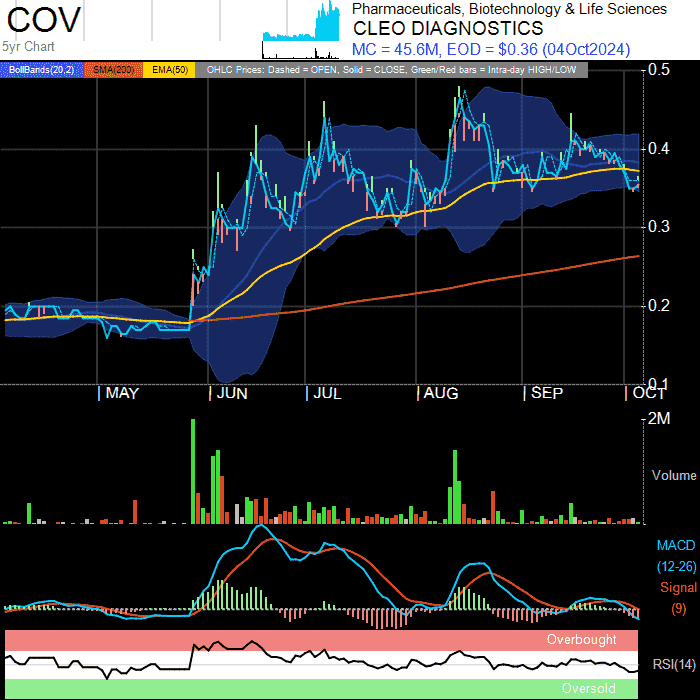 COV
5yr Chart
Pharmaceuticals, Biotechnology & Life Sciences
CLEO DIAGNOSTICS
MC = 45.6M, EOD = $0.36 (04Oct2024)
BollBands(20,2) SMA(200) EMA(50) OHLC Prices: Dashed = OPEN, Solid = CLOSE, Green/Red bars = Intra-day HIGH/LOW
0.5
0.4
0.3
0.2
0.1
MAY JUN JUL AUG SEP OCT
2M
Volume
MACD
(12-26)
Signal
(9)
Overbought
RSI(14)
Oversold